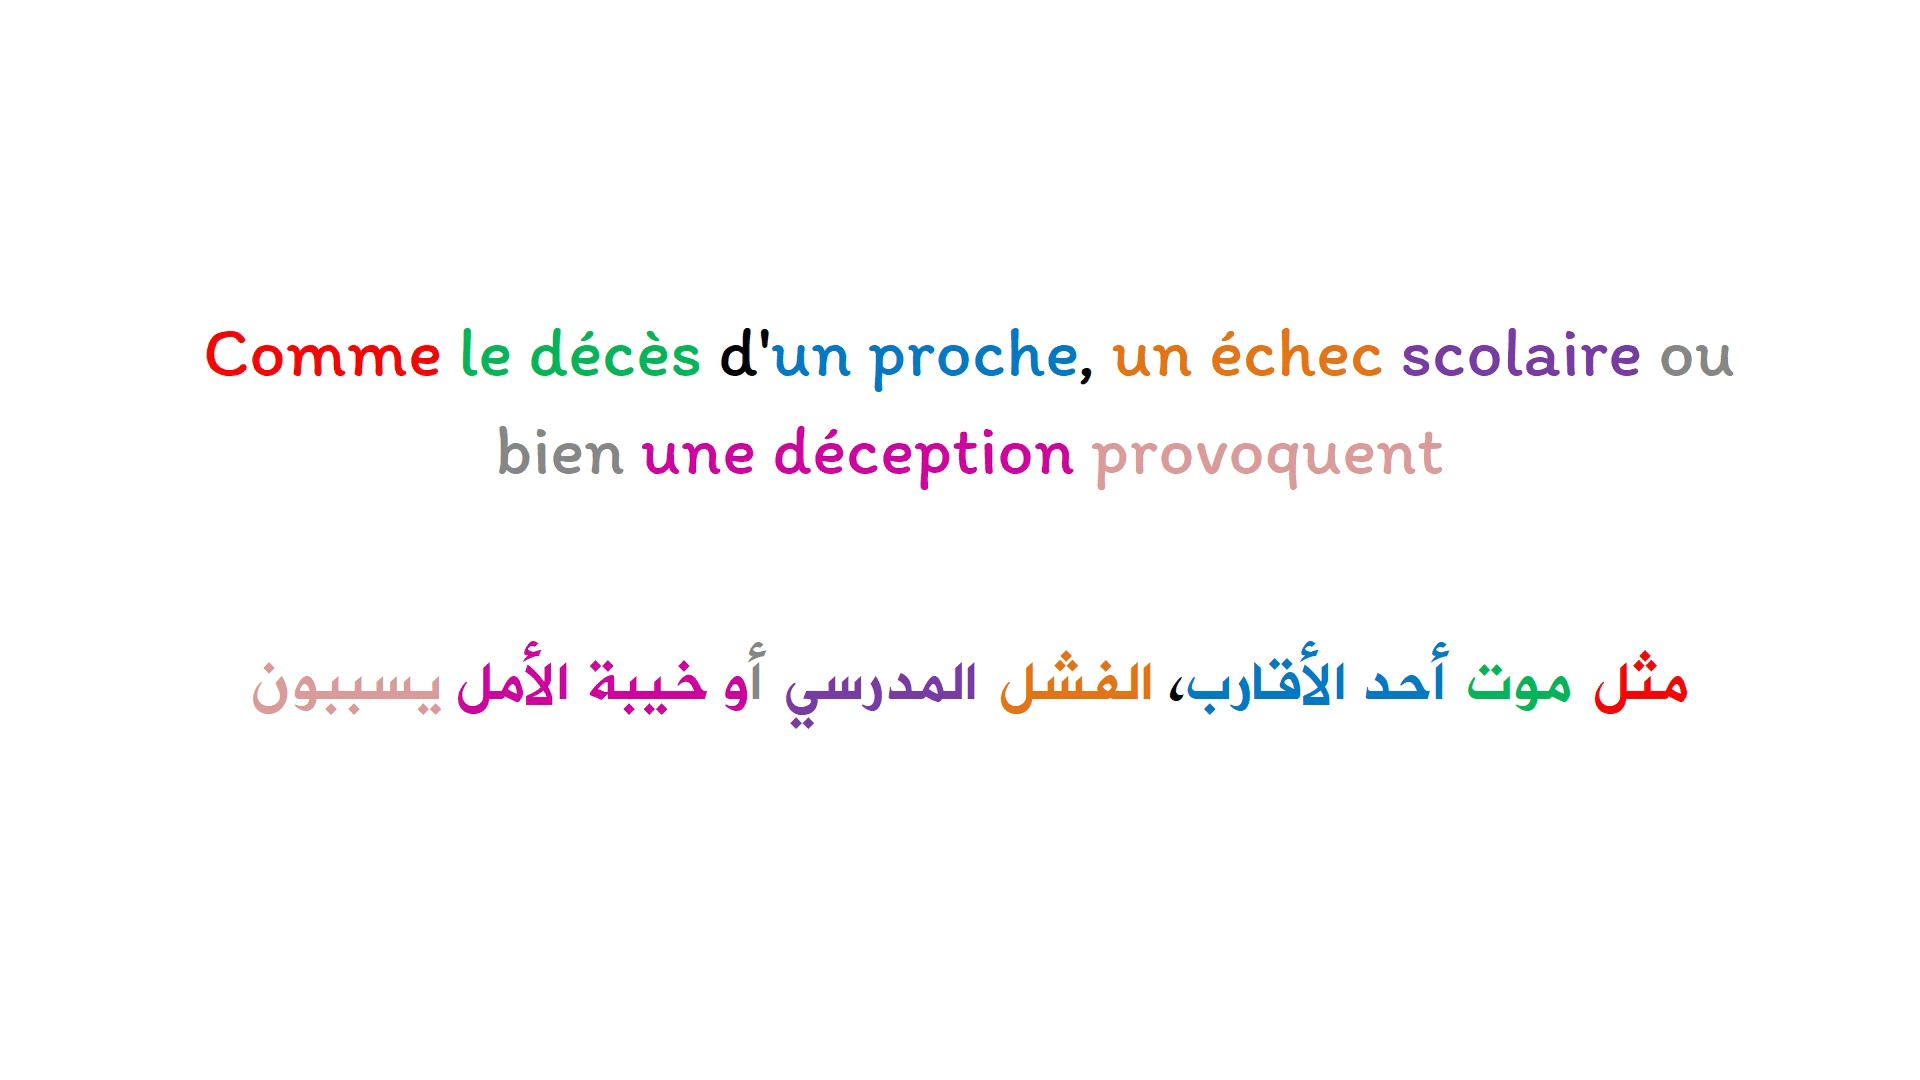 Comme le décès d'un proche, un échec scolaire ou
bien une déception provoquent
مثل موت أحد الأقارب، الفشل المدرسي أو خيبة الأمل يسببون